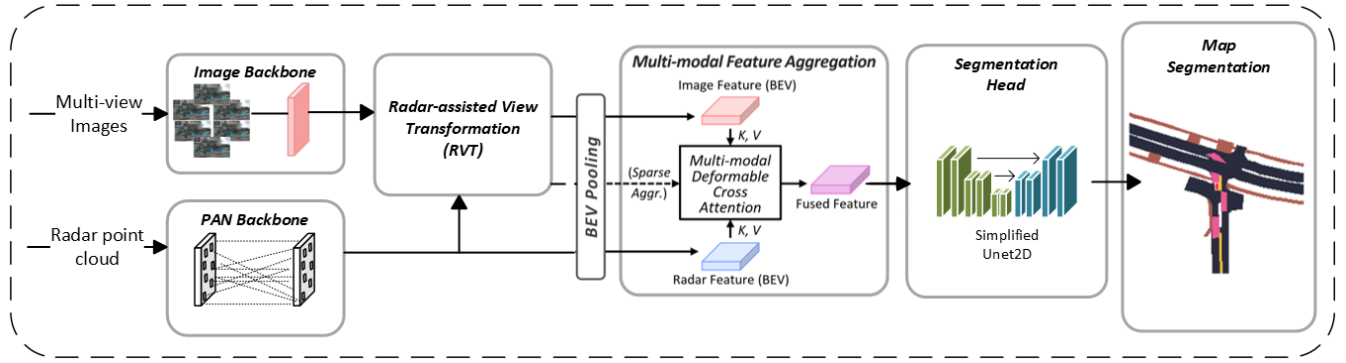 Multi-view
Images
Image Backbone
Radar-assisted View
Transformation
(RVT)
Radar point
cloud
PAN Backbone
BEV Pooling
Multi-modal Feature Aggregation
Image Feature (BEV)
K, V
(Sparse
Aggr.)
Multi-modal
Deformable
Cross
Attention
K, V
Radar Feature (BEV)
Fused Feature
Segmentation
Head
Simplified
Unet2D
Map
Segmentation